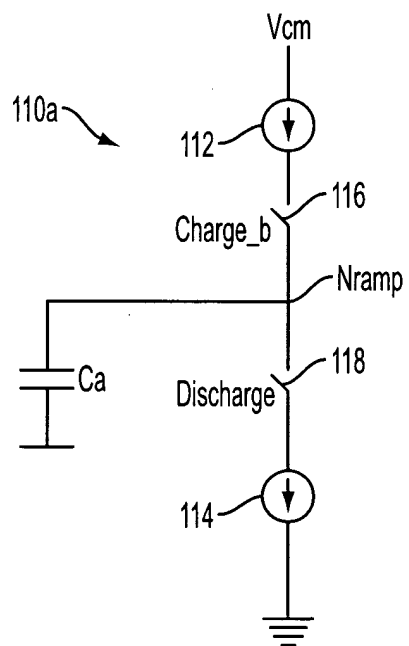 Vcm
110a
112
116
Charge_b
Nramp
Ca
118
Discharge
114